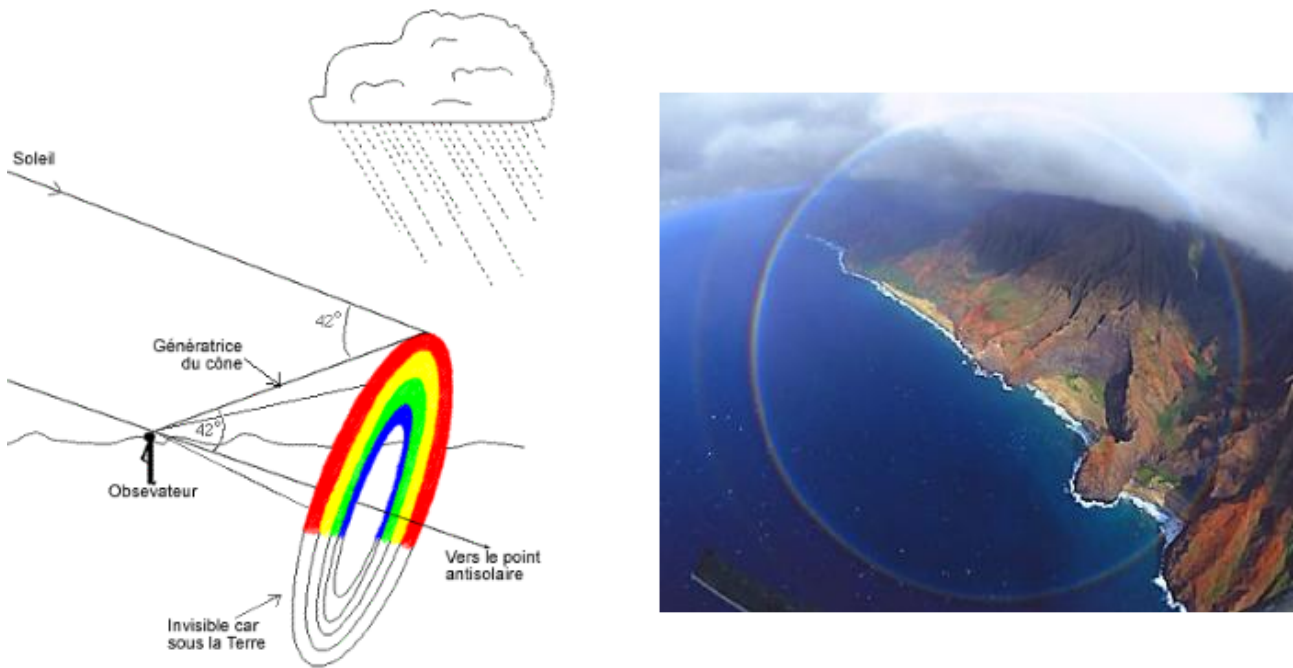 Soleil
42°
Génératrice
du cône
42°
Obsevateur
Vers le point
antisolaire
Invisible car
sous la Terre